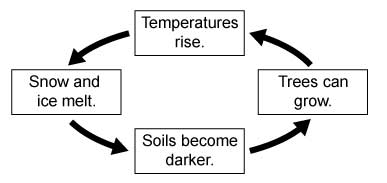 Temperatures
rise.
Snow and
ice melt.
Trees can
grow.
Soils become
darker.